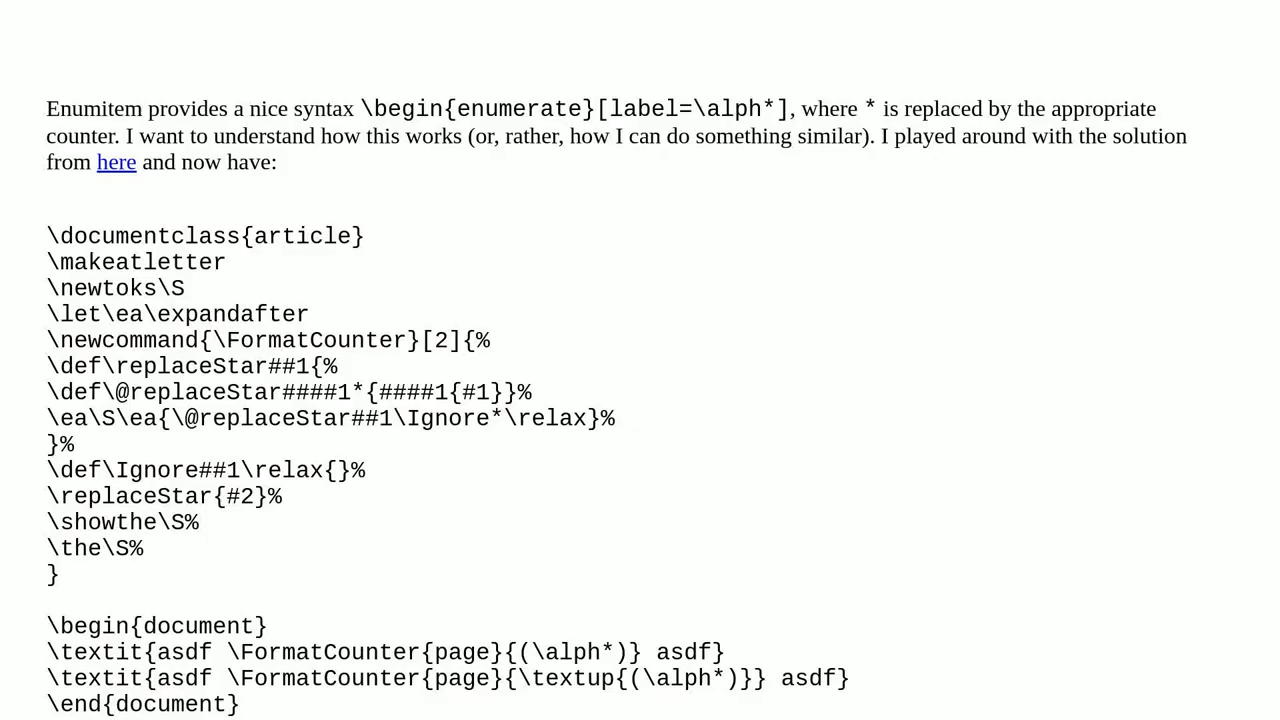 Enumitem provides a nice syntax \begin{enumerate}[label=\alph*], where * is replaced by the appropriate
counter. I want to understand how this works (or, rather, how I can do something similar). I played around with the solution
from here and now have:
\documentclass{article}
\makeatletter
\newtoks\S
\let\ea\expandafter
\newcommand{\FormatCounter}[2]{%
\def\replaceStar##1{%
\def\@replaceStar####1*{####1{#1}}%
\ea\S\ea{\@replaceStar##1\Ignore*\relax}%
}%
\def\Ignore##1\relax{}%
\replaceStar{#2}%
\showthe\S%
\the\S%
}
\begin{document}
\textit{asdf \FormatCounter{page}{(\alph*)} asdf}
\textit{asdf \FormatCounter{page}{\textup{(\alph*)}} asdf}
\end{document}